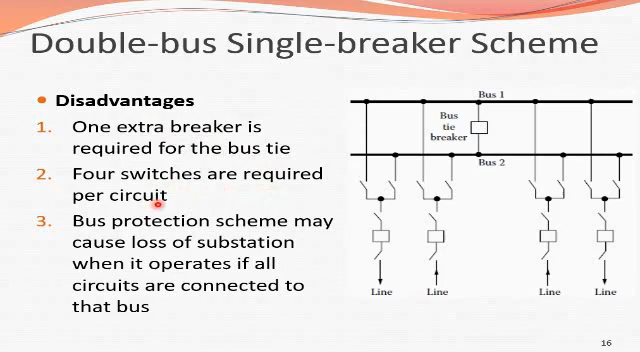 Double-bus Single-breaker Scheme
Disadvantages
1. One extra breaker is
required for the bus tie
2. Four switches are required
per circuit
3. Bus protection scheme may
cause loss of substation
when it operates if all
circuits are connected to
that bus
Bus 1
Bus
tie
breaker
Bus 2
Line Line Line Line
16